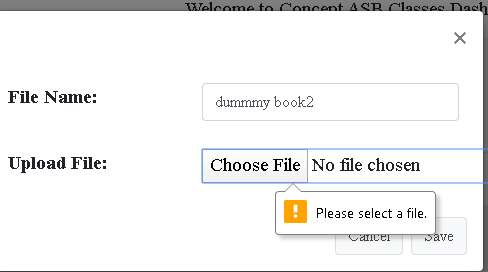 Welcome to Concept ASB Classes Dash
×
File Name:
dummmy book2
Upload File:
Choose File No file chosen
Please select a file.
Cancel Save